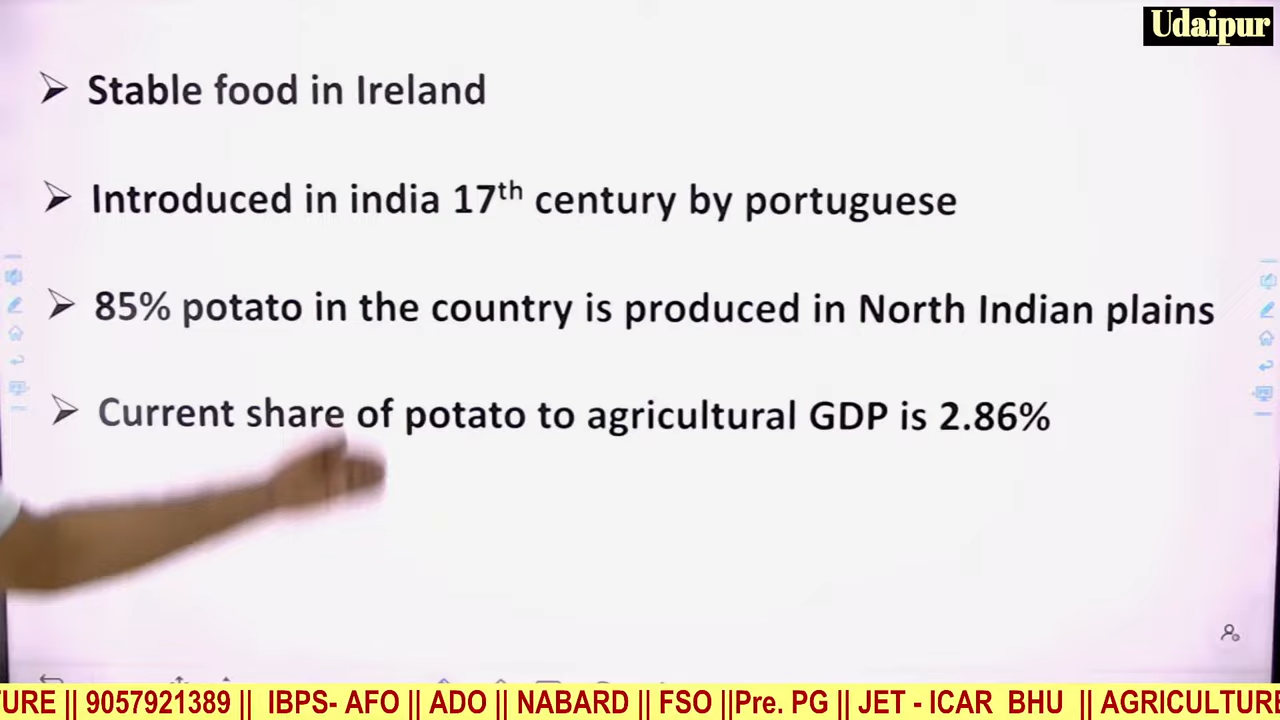 Udaipur
Stable food in Ireland
Introduced in india 17th century by portuguese
85% potato in the country is produced in North Indian plains
Current share of potato to agricultural GDP is 2.86%
TURE || 9057921389 || IBPS- AFO || ADO || NABARD || FSO ||Pre. PG || JET - ICAR BHU || AGRICULTURE